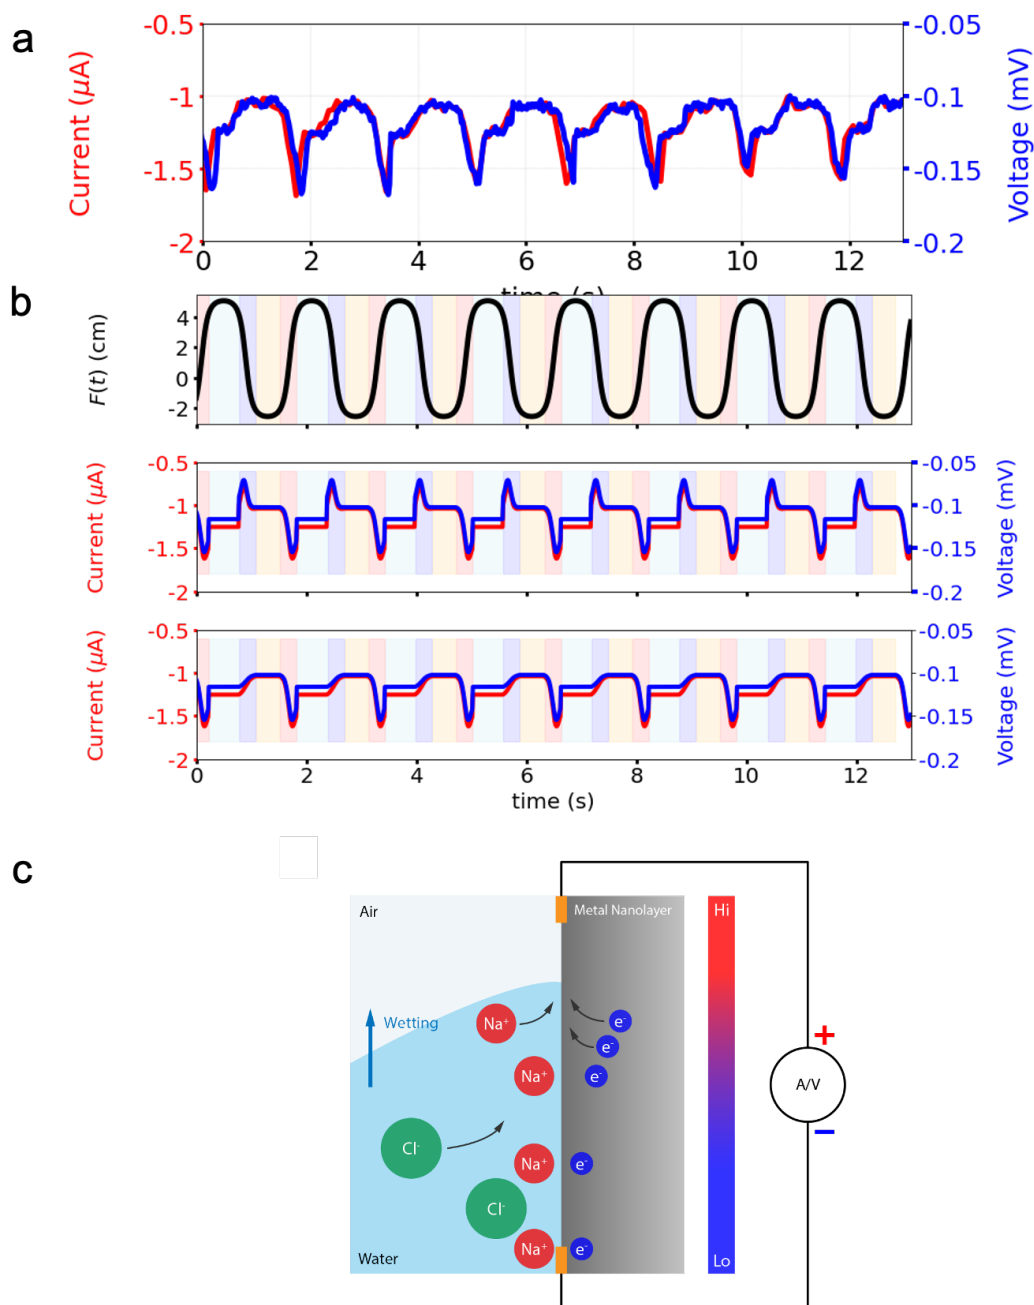 a
-0.5
-1
-1.5
-2
Current (μA)
-0.05
-0.1
-0.15
-0.2
Voltage (mV)
0 2 4 6 8 10 12
time (s)
b
4
2
0
-2
F(t) (cm)
-0.5
-1
-1.5
-2
Current (μA)
-0.05
-0.1
-0.15
-0.2
Voltage (mV)
-0.5
-1
-1.5
-2
Current (μA)
-0.05
-0.1
-0.15
-0.2
Voltage (mV)
0 2 4 6 8 10 12
time (s)
c
Air
Metal Nanolayer
Hi
Wetting
Na⁺
e⁻
e⁻
Na⁺
e⁻
A/V
+
−
Cl⁻
Na⁺
e⁻
Cl⁻
Na⁺
e⁻
Water
Lo